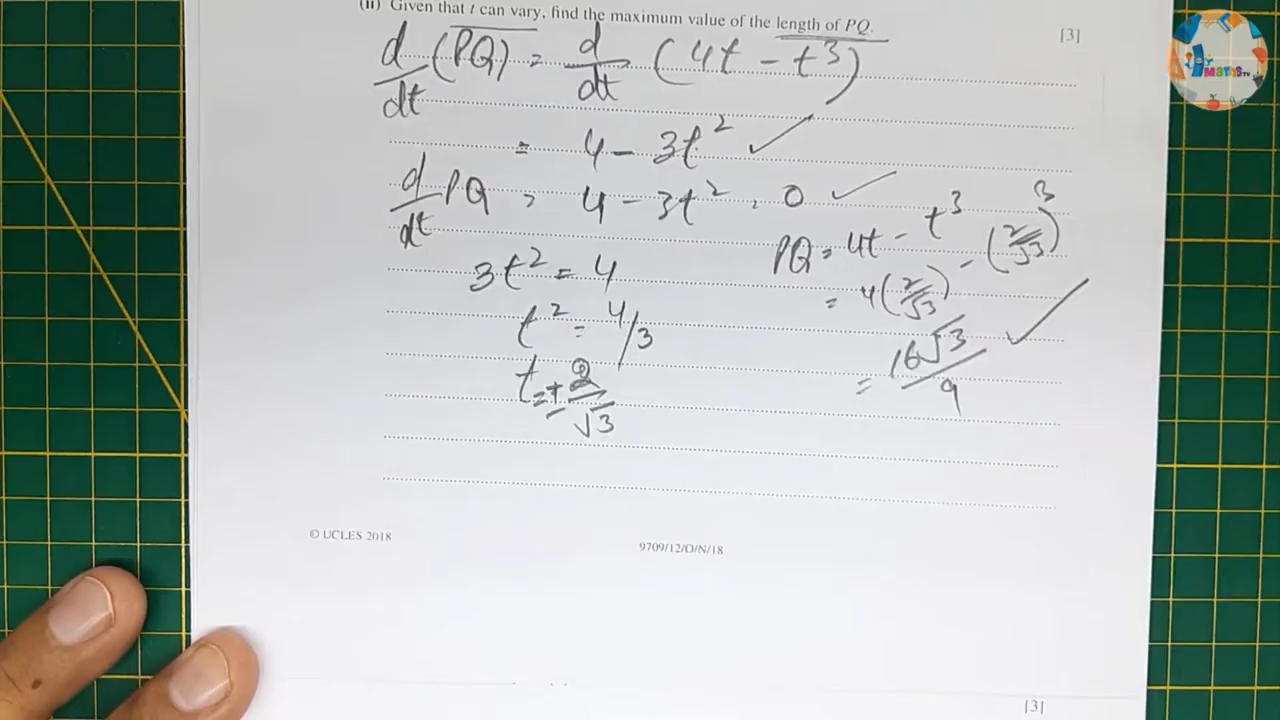 (ii) Given that t can vary, find the maximum value of the length of PQ. [3]
d/dt (PQ) = d/dt (4t - t³)
= 4 - 3t² ✓
d/dt PQ = 4 - 3t² = 0 ✓
3t² = 4
t² = 4/3
t = ± 2/√3
PQ = 4t - t³
= 4(2/√3) - (2/√3)³
= 16√3/9 ✓
© UCLES 2018
9709/12/O/N/18
[3]
MATHS TV